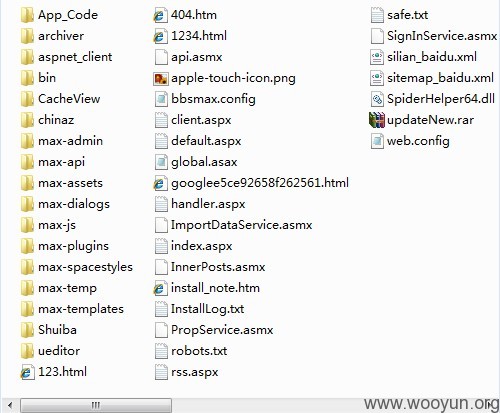 App_Code
archiver
aspnet_client
bin
CacheView
chinaz
max-admin
max-api
max-assets
max-dialogs
max-js
max-plugins
max-spacestyles
max-temp
max-templates
Shuiba
ueditor
123.html
404.htm
1234.html
api.asmx
apple-touch-icon.png
bbsmax.config
client.aspx
default.aspx
global.asax
googlee5ce92658f262561.html
handler.aspx
ImportDataService.asmx
index.aspx
InnerPosts.asmx
install_note.htm
InstallLog.txt
PropService.asmx
robots.txt
rss.aspx
safe.txt
SignInService.asmx
silian_baidu.xml
sitemap_baidu.xml
SpiderHelper64.dll
updateNew.rar
web.config
www.wooyun.org